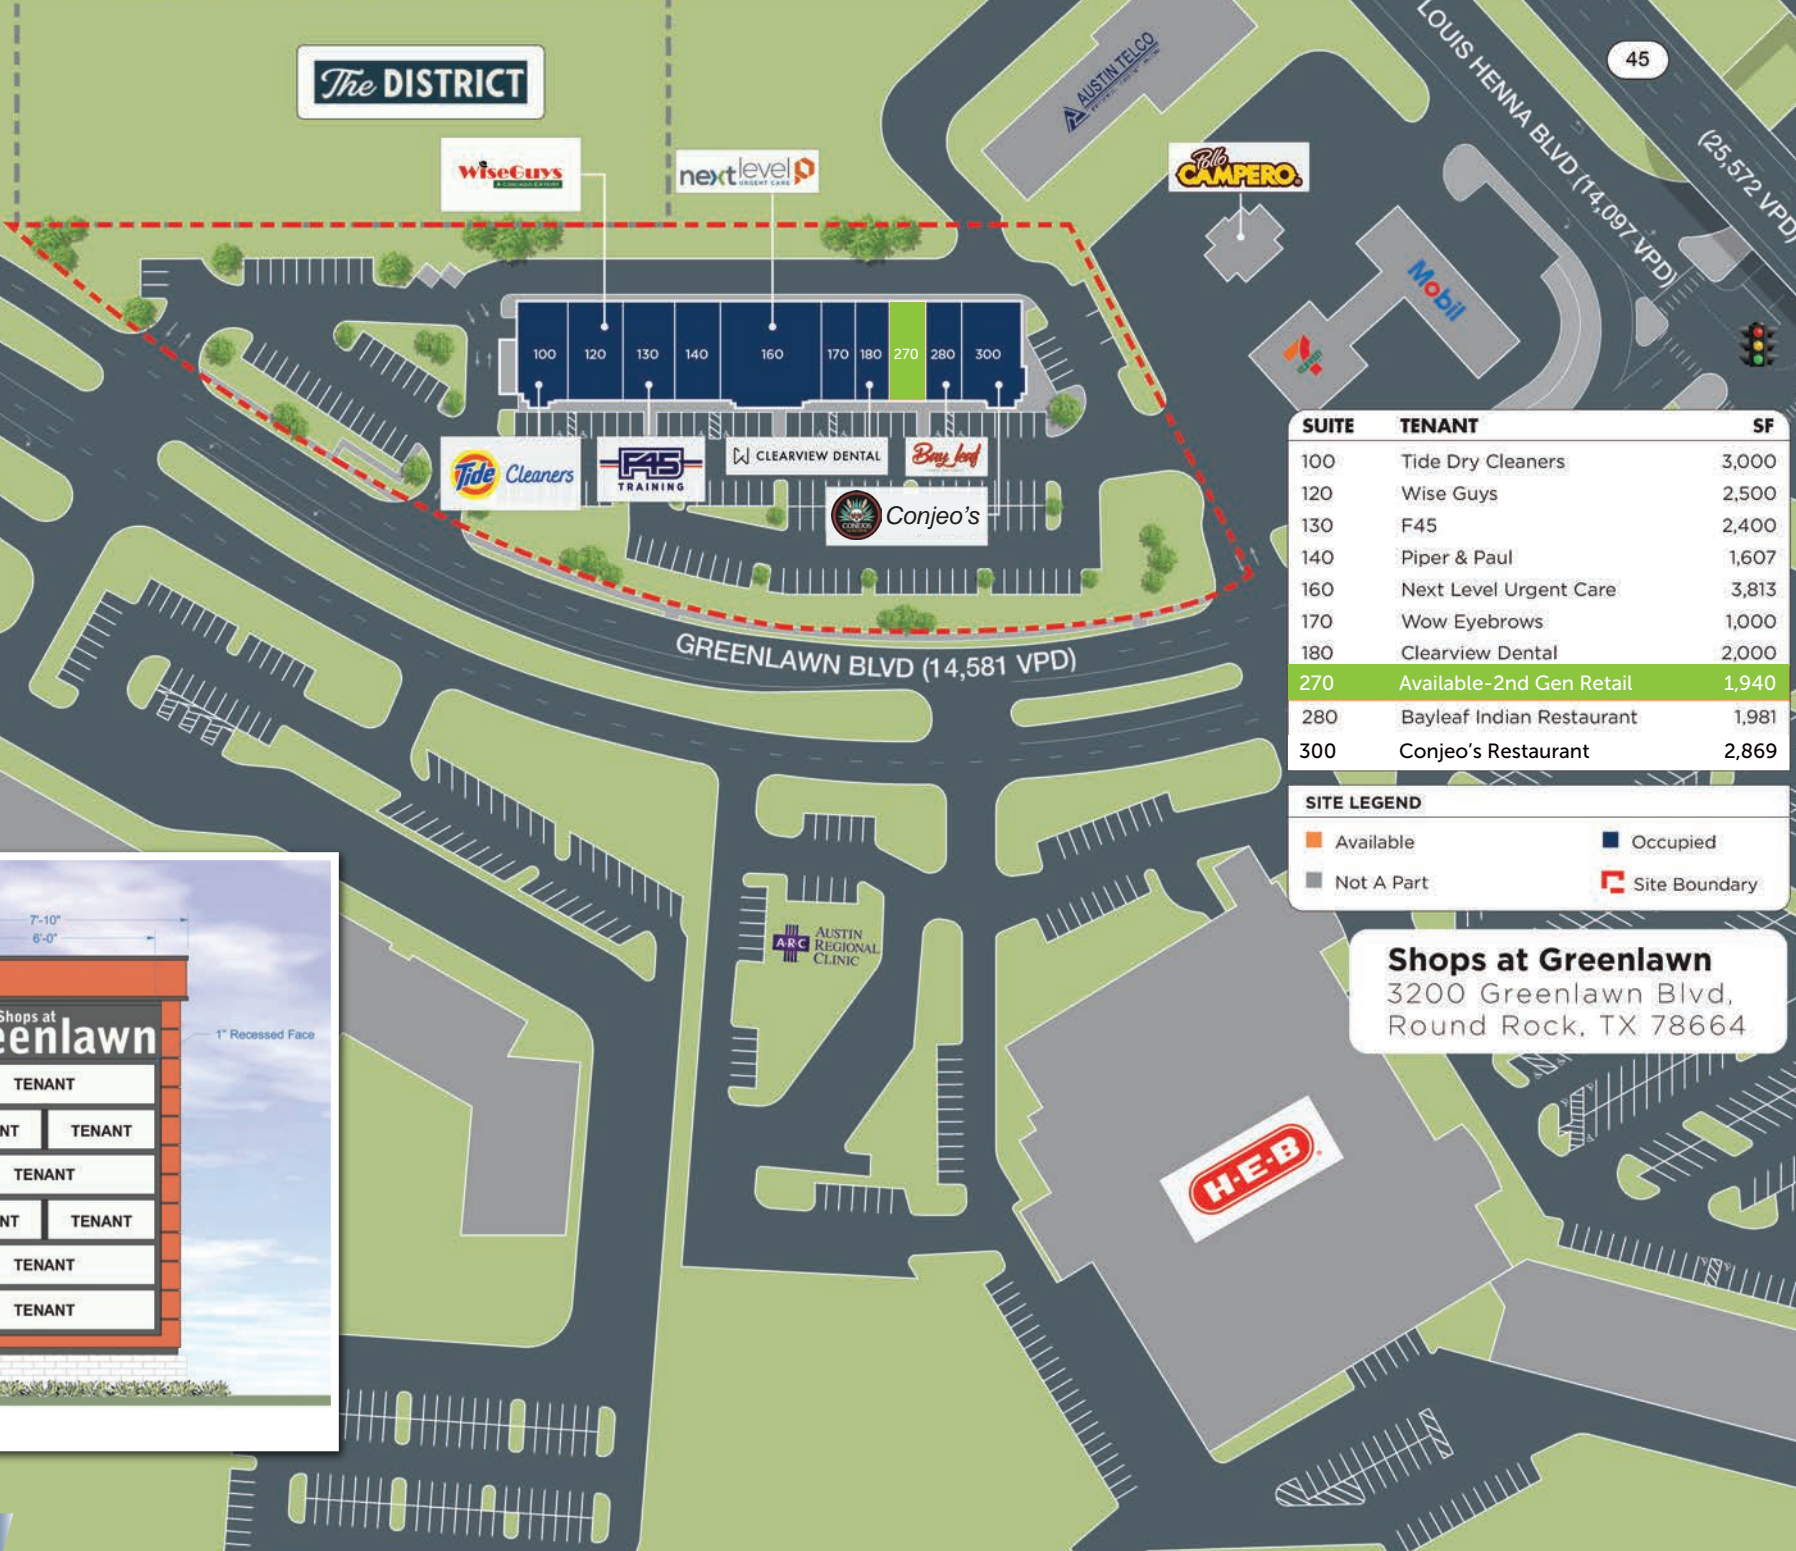 The DISTRICT
WiseGuys
A CHICAGO EATERY
nextlevel
URGENT CARE
AUSTIN TELCO
Pollo
CAMPERO
LOUIS HENNA BLVD (14,097 VPD)
45
(25,572 VPD)
Mobil
100 120 130 140 160 170 180 270 280 300
Tide Cleaners
F45
TRAINING
CLEARVIEW DENTAL
Bay leaf
CONEJOS
Conjeo's
GREENLAWN BLVD (14,581 VPD)
SUITE TENANT SF
100 Tide Dry Cleaners 3,000
120 Wise Guys 2,500
130 F45 2,400
140 Piper & Paul 1,607
160 Next Level Urgent Care 3,813
170 Wow Eyebrows 1,000
180 Clearview Dental 2,000
270 Available-2nd Gen Retail 1,940
280 Bayleaf Indian Restaurant 1,981
300 Conjeo's Restaurant 2,869
SITE LEGEND
Available Occupied
Not A Part Site Boundary
Shops at Greenlawn
3200 Greenlawn Blvd,
Round Rock, TX 78664
ARC
AUSTIN
REGIONAL
CLINIC
H-E-B
7'-10"
6'-0"
Shops at
eenlawn
1" Recessed Face
TENANT
NT TENANT
TENANT
NT TENANT
TENANT
TENANT